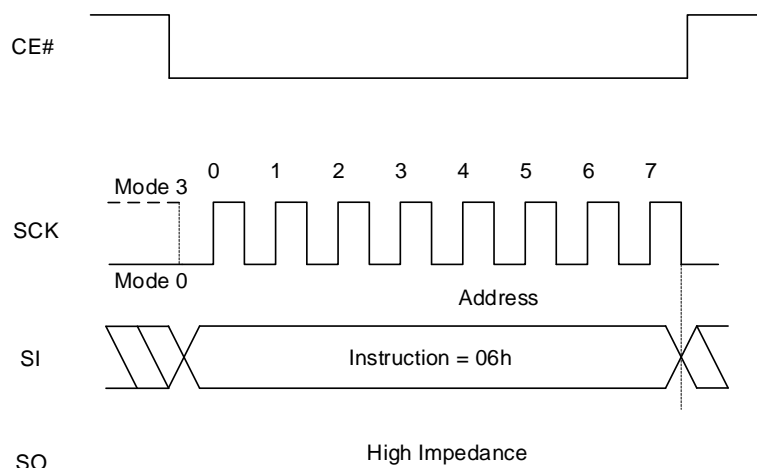 CE#
0 1 2 3 4 5 6 7
Mode 3
SCK
Mode 0
Address
SI
Instruction = 06h
High Impedance
SO